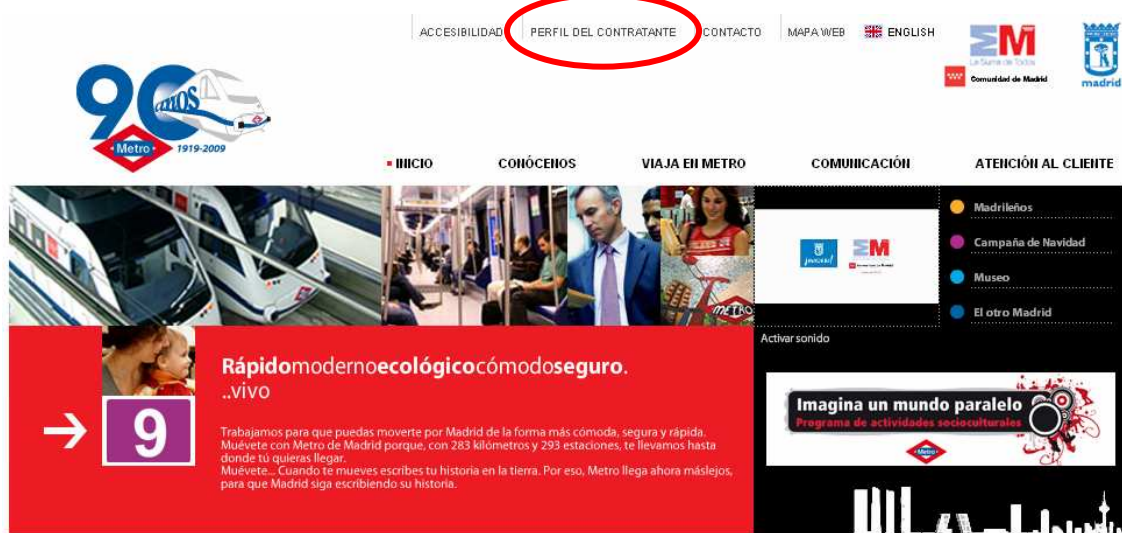 ACCESIBILIDAD PERFIL DEL CONTRATANTE CONTACTO MAPA WEB ENGLISH
La Suma de Todos
Comunidad de Madrid
madrid
90 años
Metro 1919-2009
INICIO CONÓCENOS VIAJA EN METRO COMUNICACIÓN ATENCIÓN AL CLIENTE
METRO
Madrileños
Campaña de Navidad
Museo
El otro Madrid
Activar sonido
Rápidomodernoecológicocómodoseguro.
..vivo
9
Trabajamos para que puedas moverte por Madrid de la forma más cómoda, segura y rápida.
Muévete con Metro de Madrid porque, con 283 kilómetros y 293 estaciones, te llevamos hasta
donde tú quieras llegar.
Muévete... Cuando te mueves escribes tu historia en la tierra. Por eso, Metro llega ahora máslejos,
para que Madrid siga escribiendo su historia.
Imagina un mundo paralelo
Programa de actividades socioculturales
Metro